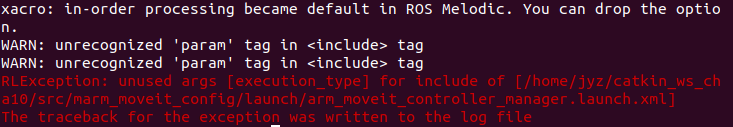 xacro: in-order processing became default in ROS Melodic. You can drop the optio
n.
WARN: unrecognized 'param' tag in <include> tag
WARN: unrecognized 'param' tag in <include> tag
RLException: unused args [execution_type] for include of [/home/jyz/catkin_ws_ch
a10/src/marm_moveit_config/launch/arm_moveit_controller_manager.launch.xml]
The traceback for the exception was written to the log file